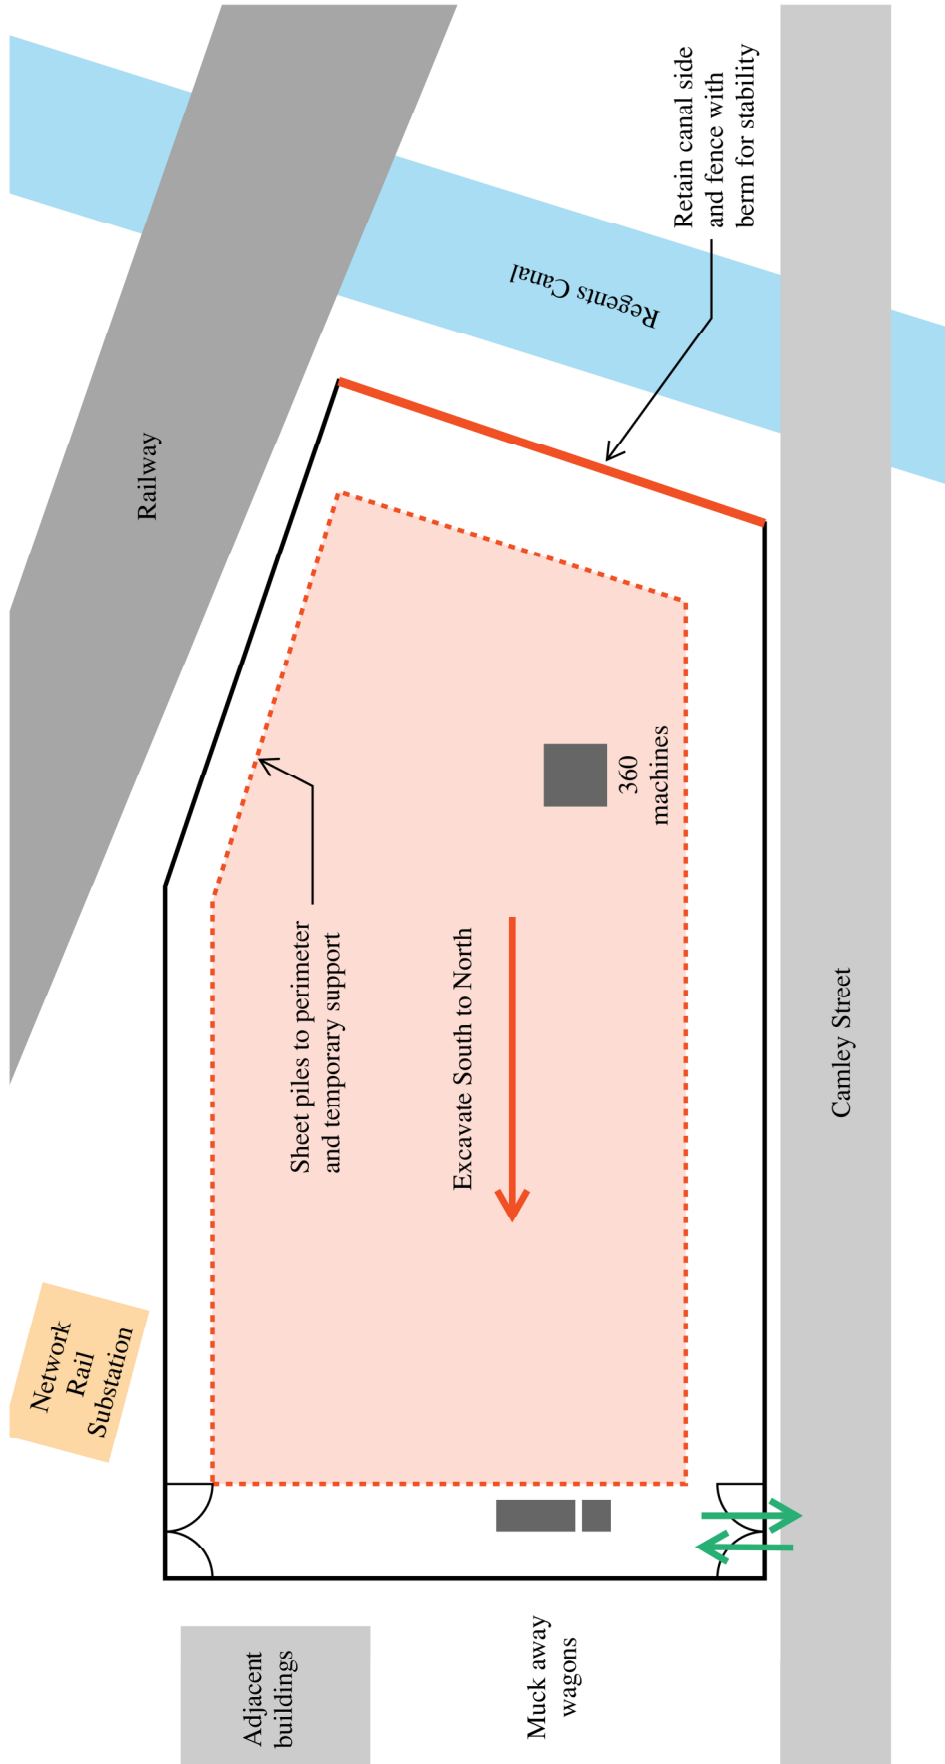 Railway
Regents Canal
Retain canal side
and fence with
berm for stability
Network
Rail
Substation
Sheet piles to perimeter
and temporary support
Excavate South to North
360
machines
Adjacent
buildings
Muck away
wagons
Camley Street